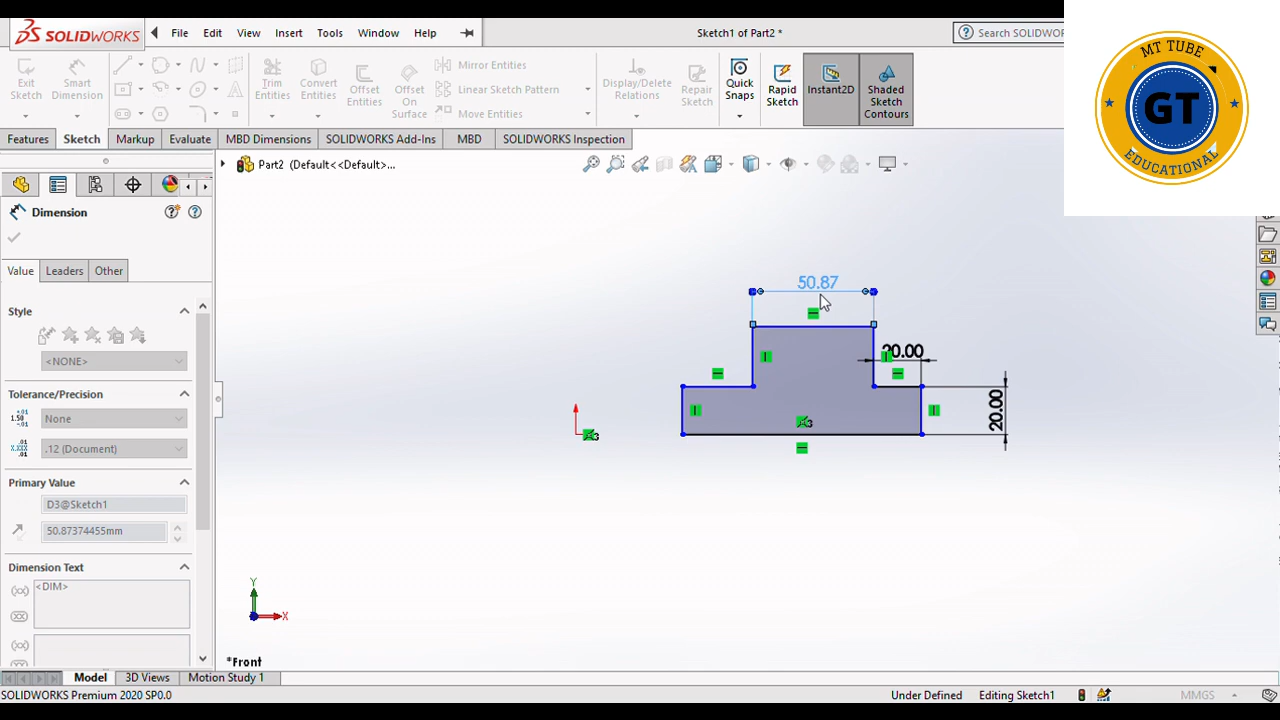 SOLIDWORKS
File Edit View Insert Tools Window Help
Sketch1 of Part2 *
Search SOLIDWOR
Exit Sketch
Smart Dimension
Trim Entities
Convert Entities
Offset Entities
Offset On Surface
Mirror Entities
Linear Sketch Pattern
Move Entities
Display/Delete Relations
Repair Sketch
Quick Snaps
Rapid Sketch
Instant2D
Shaded Sketch Contours
MT TUBE
GT
EDUCATIONAL
Features Sketch Markup Evaluate MBD Dimensions SOLIDWORKS Add-Ins MBD SOLIDWORKS Inspection
Part2 (Default<<Default>...
Dimension
Value Leaders Other
Style
<NONE>
Tolerance/Precision
None
.12 (Document)
Primary Value
D3@Sketch1
50.87374455mm
Dimension Text
<DIM>
50.87
20.00
20.00
Y
X
*Front
Model 3D Views Motion Study 1
SOLIDWORKS Premium 2020 SP0.0
Under Defined Editing Sketch1 MMGS